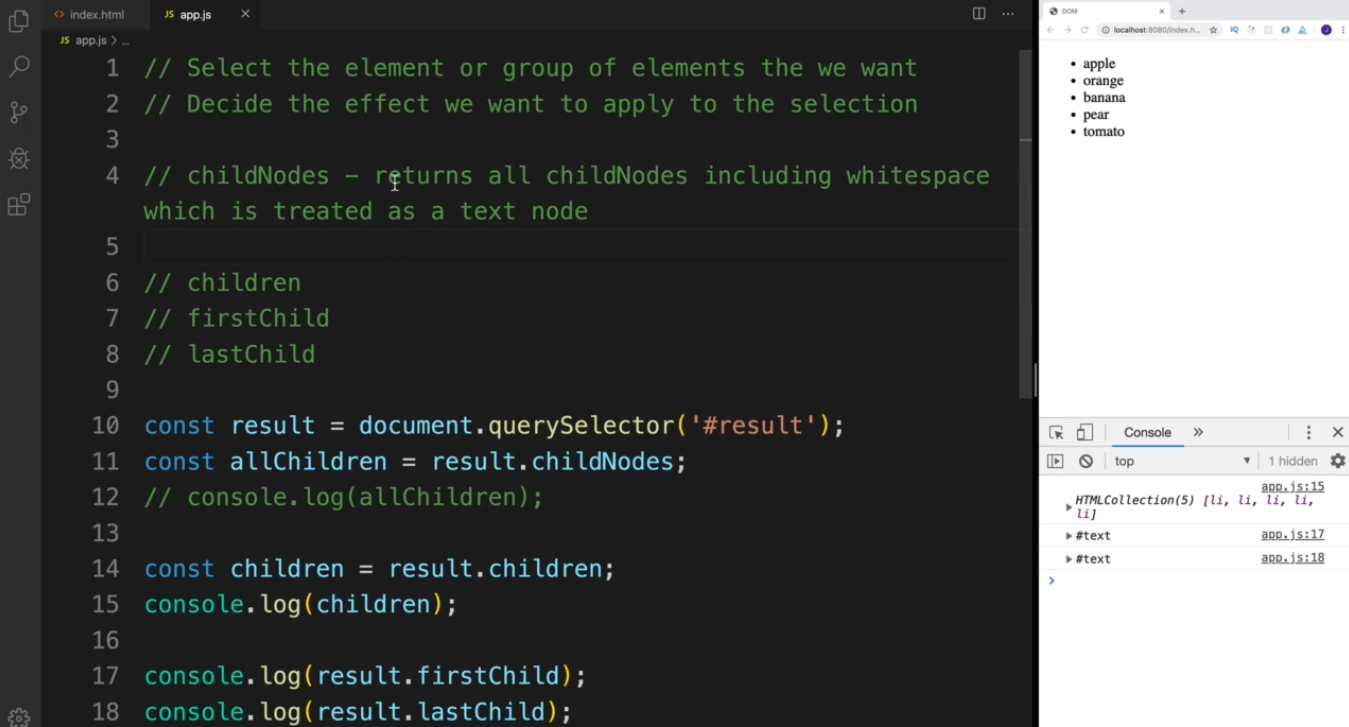 index.html
JS app.js
JS app.js > ...
1 // Select the element or group of elements the we want
2 // Decide the effect we want to apply to the selection
3
4 // childNodes – returns all childNodes including whitespace
which is treated as a text node
5
6 // children
7 // firstChild
8 // lastChild
9
10 const result = document.querySelector('#result');
11 const allChildren = result.childNodes;
12 // console.log(allChildren);
13
14 const children = result.children;
15 console.log(children);
16
17 console.log(result.firstChild);
18 console.log(result.lastChild);
DOM
localhost:8080/index.h...
IQ
J
• apple
• orange
• banana
• pear
• tomato
Console
top
1 hidden
app.js:15
HTMLCollection(5) [li, li, li, li,
li]
#text app.js:17
#text app.js:18